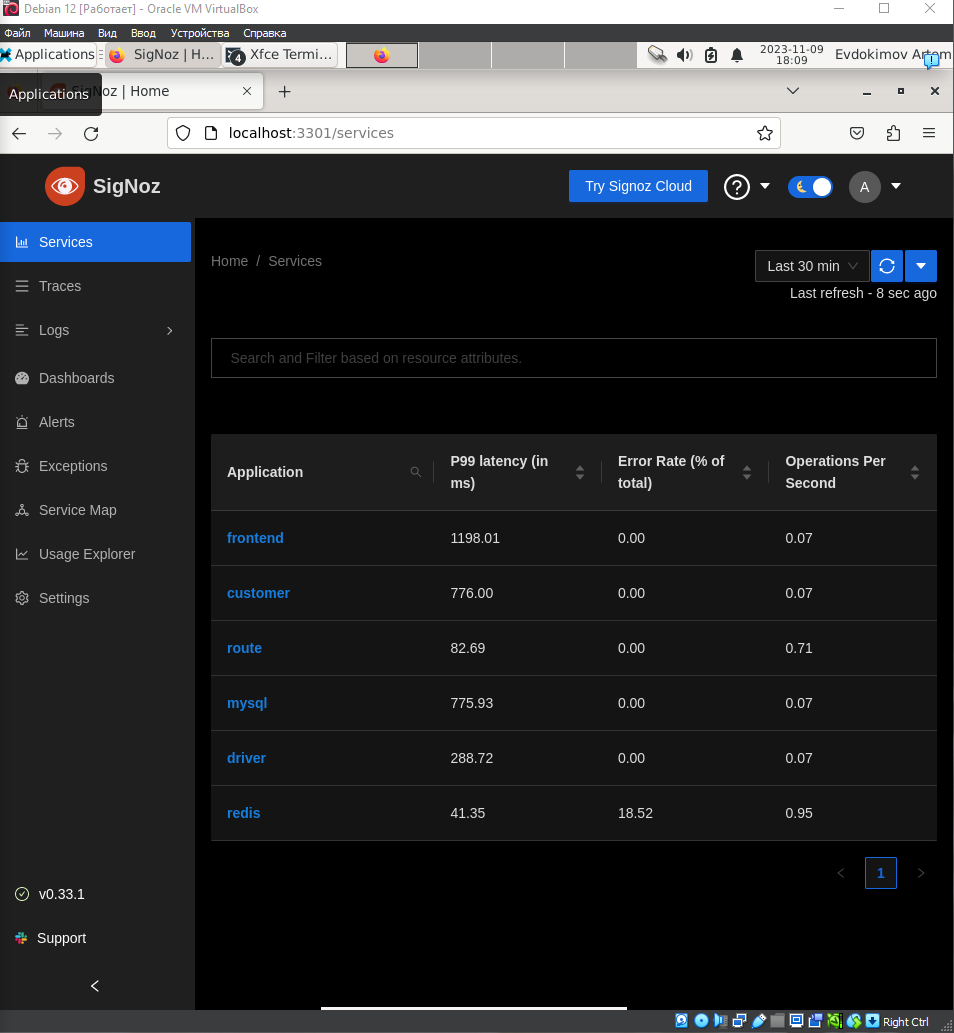 Debian 12 [Работает] - Oracle VM VirtualBox
Файл Машина Вид Ввод Устройства Справка
Applications SigNoz | H... 4 Xfce Termi... 2023-11-09 18:09 Evdokimov Artem
Applications
Noz | Home
localhost:3301/services
SigNoz
Try Signoz Cloud
A
Services
Home / Services
Last 30 min
Last refresh - 8 sec ago
Traces
Logs
Search and Filter based on resource attributes.
Dashboards
Alerts
Exceptions
Service Map
Usage Explorer
Settings
Application P99 latency (in ms) Error Rate (% of total) Operations Per Second
frontend 1198.01 0.00 0.07
customer 776.00 0.00 0.07
route 82.69 0.00 0.71
mysql 775.93 0.00 0.07
driver 288.72 0.00 0.07
redis 41.35 18.52 0.95
1
v0.33.1
Support
Right Ctrl